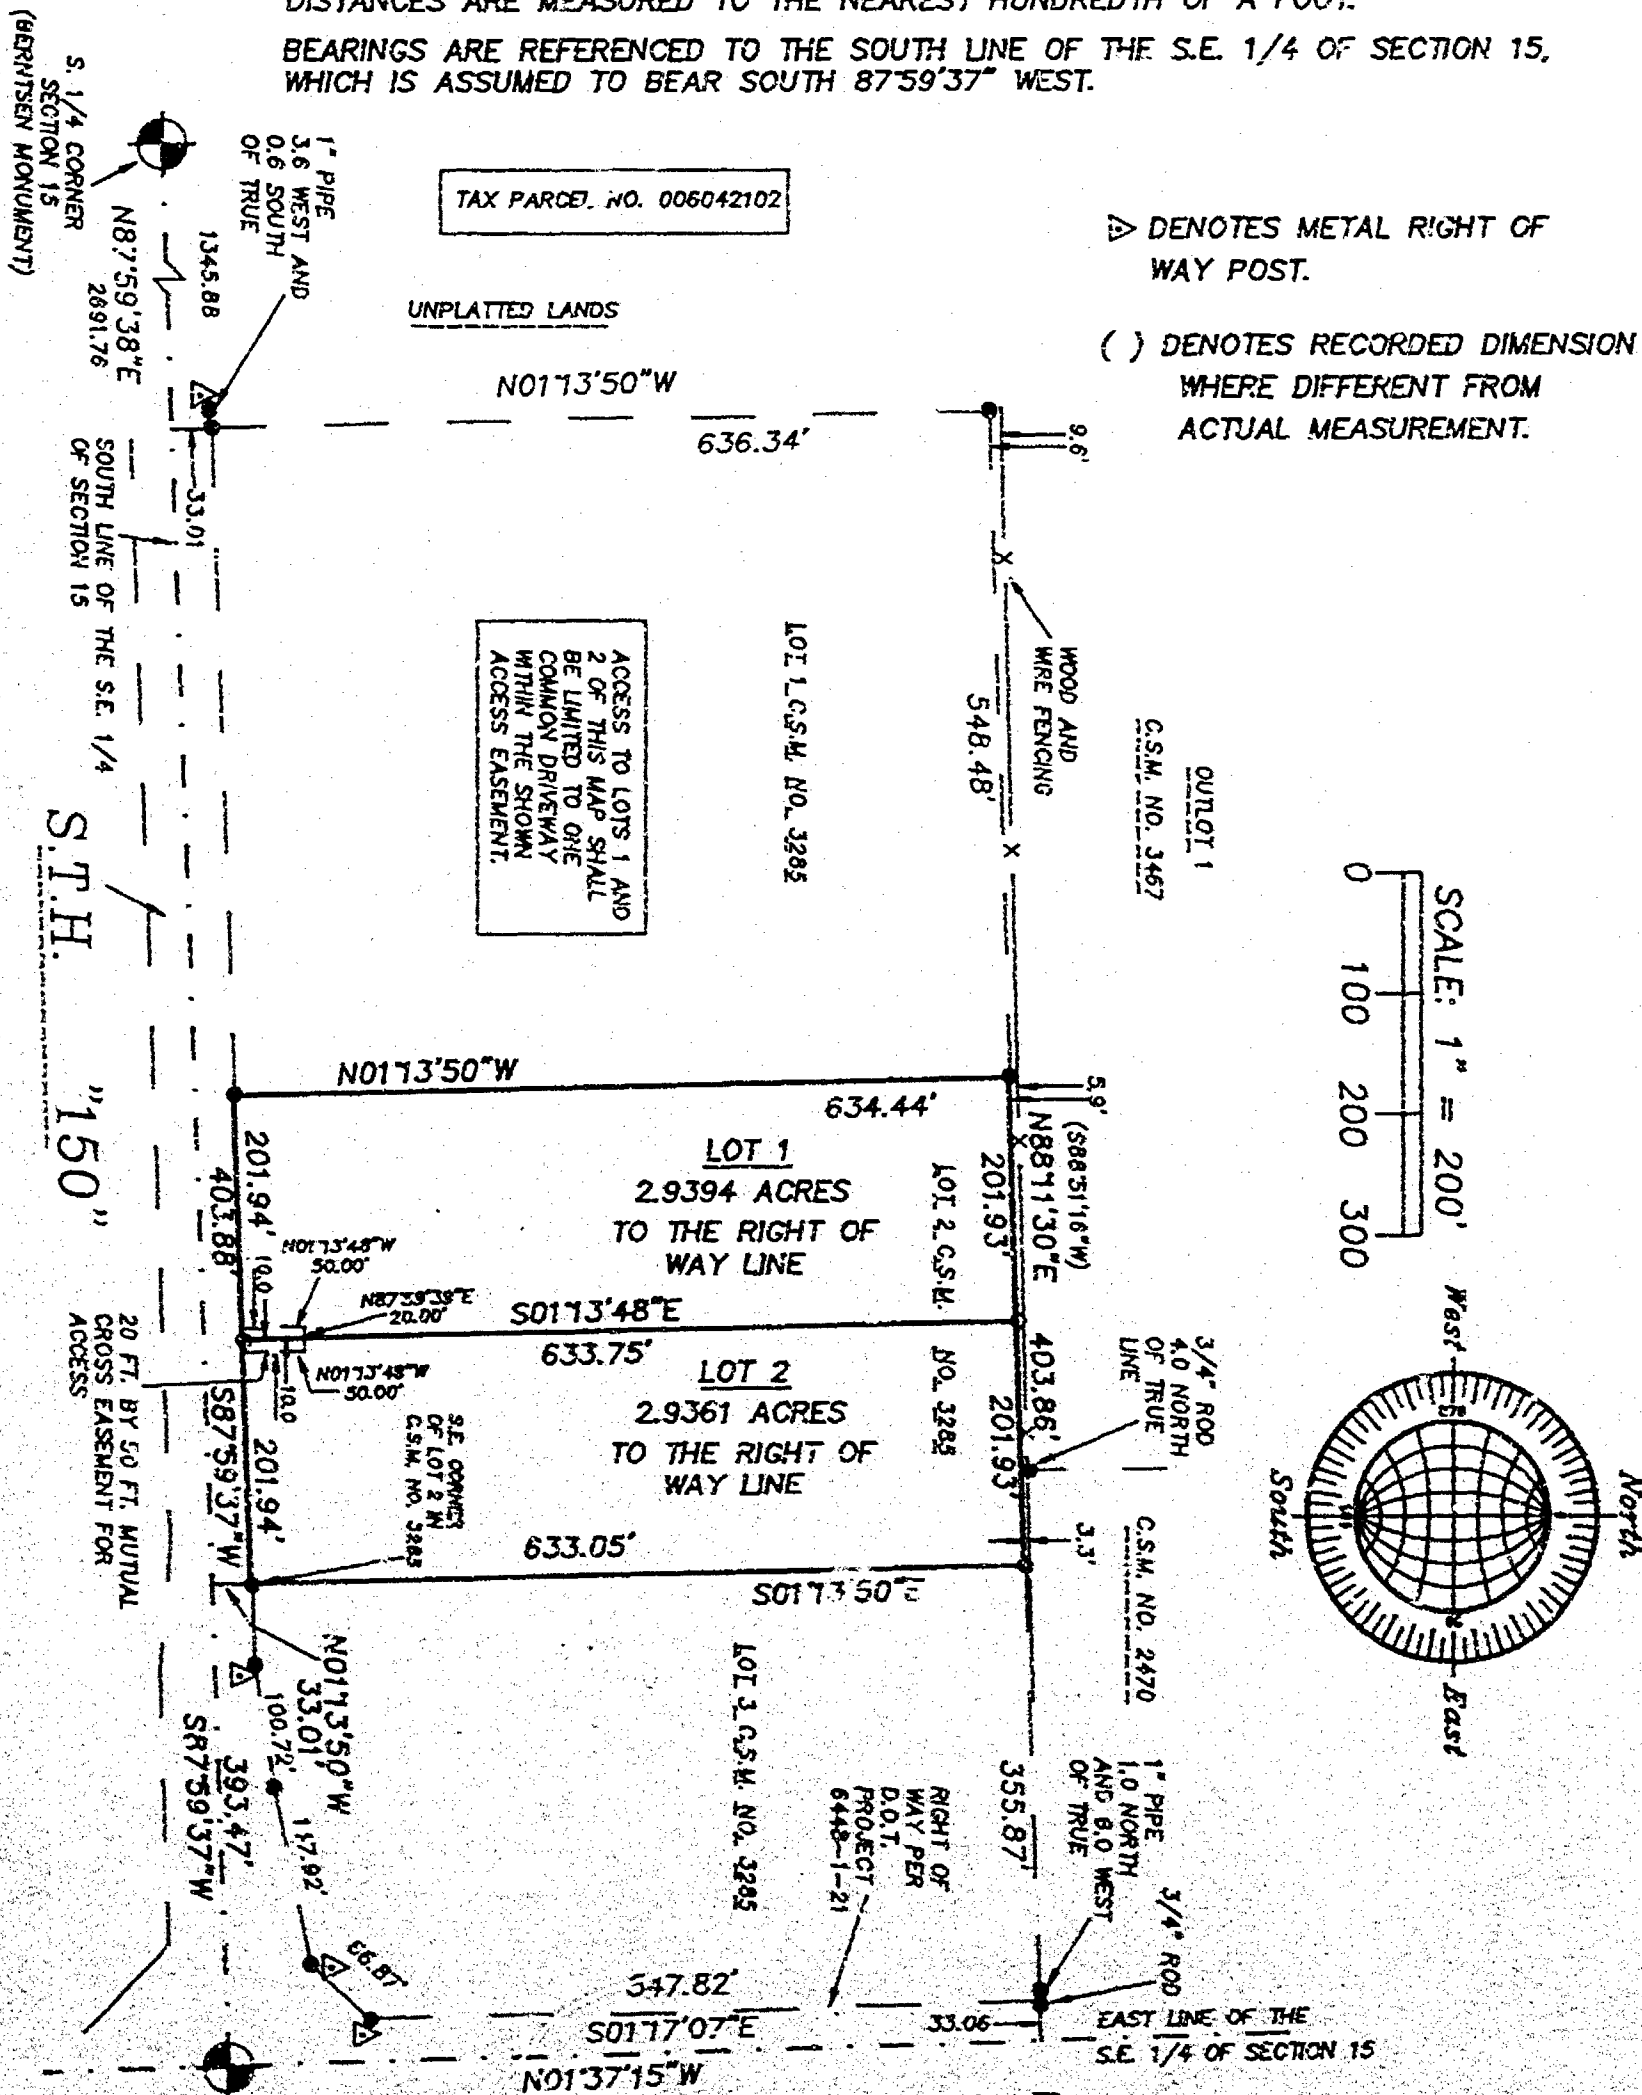 DISTANCES ARE MEASURED TO THE NEAREST HUNDREDTH OF A FOOT.
BEARINGS ARE REFERENCED TO THE SOUTH LINE OF THE S.E. 1/4 OF SECTION 15,
WHICH IS ASSUMED TO BEAR SOUTH 87°59'37" WEST.
S. 1/4 CORNER
SECTION 15
(BERNTSEN MONUMENT)
1" PIPE
3.6 WEST AND
0.6 SOUTH
OF TRUE
TAX PARCEL NO. 006042102
DENOTES METAL RIGHT OF
WAY POST.
( ) DENOTES RECORDED DIMENSION
WHERE DIFFERENT FROM
ACTUAL MEASUREMENT.
1345.88
N87°59'38"E
2691.76
UNPLATTED LANDS
N01°13'50"W
636.34'
9.6'
33.01
SOUTH LINE OF THE S.E. 1/4
OF SECTION 15
ACCESS TO LOTS 1 AND
2 OF THIS MAP SHALL
BE LIMITED TO ONE
COMMON DRIVEWAY
WITHIN THE SHOWN
ACCESS EASEMENT.
LOT 1 C.S.M. NO. 3285
WOOD AND
WIRE FENCING
548.48'
OUTLOT 1
C.S.M. NO. 3467
SCALE: 1" = 200'
0 100 200 300
S.T.H. "150"
N01°13'50"W
634.44'
5.9'
(S88°51'16"W)
N88°11'30"E
201.93'
403.86'
201.93'
LOT 1
2.9394 ACRES
TO THE RIGHT OF
WAY LINE
LOT 2 C.S.M. NO. 3285
201.94'
403.88'
10.0
N01°13'48"W
50.00'
N87°59'39"E
20.00'
S01°13'48"E
633.75'
N01°13'48"W
50.00'
10.0
LOT 2
2.9361 ACRES
TO THE RIGHT OF
WAY LINE
3/4" ROD
4.0 NORTH
OF TRUE
LINE
West
North
South
East
20 FT. BY 50 FT. MUTUAL
CROSS EASEMENT FOR
ACCESS
S87°59'37"W
201.94'
S.E. CORNER
OF LOT 2 IN
C.S.M. NO. 3285
633.05'
S01°13'50"E
3.3'
C.S.M. NO. 2470
N01°13'50"W
33.01'
100.72'
157.92'
393.47'
S87°59'37"W
LOT 3 C.S.M. NO. 3285
RIGHT OF
WAY PER
D.O.T.
PROJECT
6448-1-21
355.87'
1" PIPE
1.0 NORTH
AND 8.0 WEST
OF TRUE
3/4" ROD
66.87'
547.82'
S01°17'07"E
33.06
EAST LINE OF THE
S.E. 1/4 OF SECTION 15
N01°37'15"W